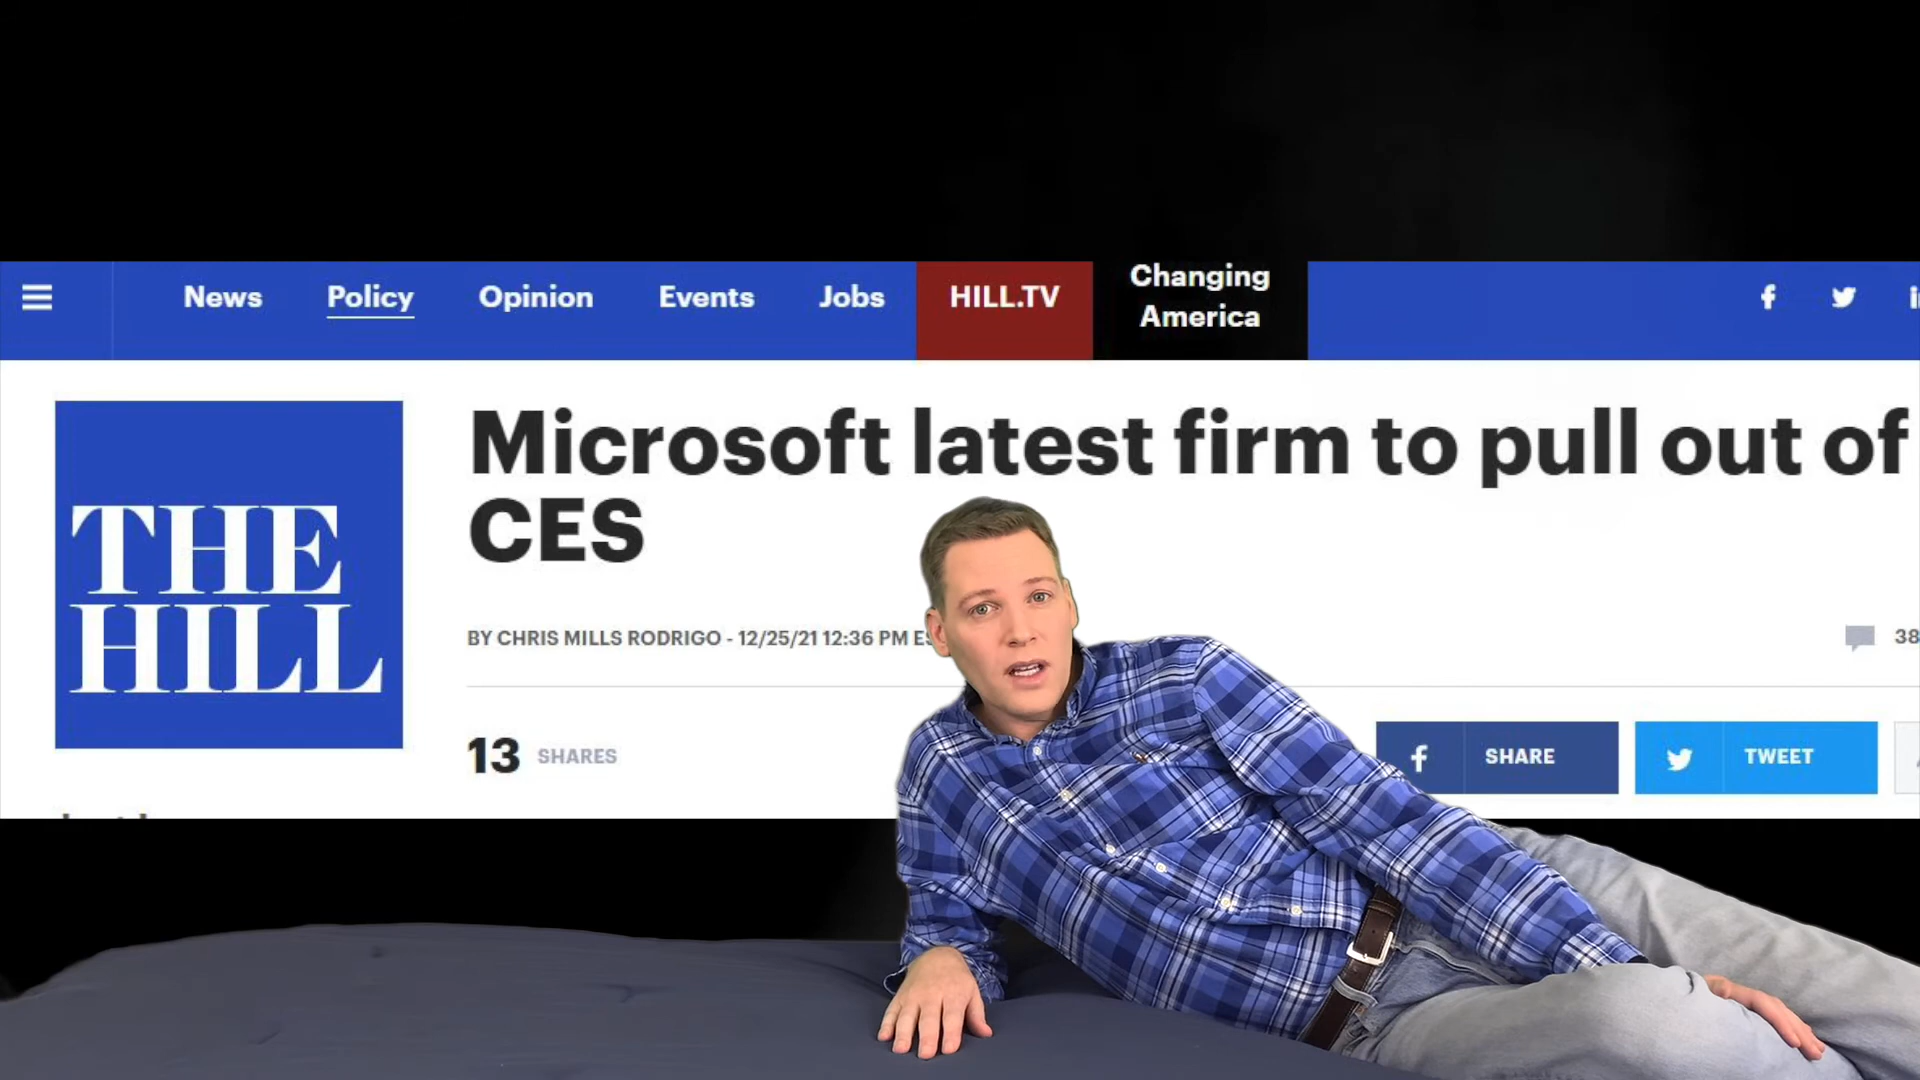 News Policy Opinion Events Jobs HILL.TV Changing
America
THE
HILL
Microsoft latest firm to pull out of
CES
BY CHRIS MILLS RODRIGO - 12/25/21 12:36 PM
38
13 SHARES
SHARE
TWEET